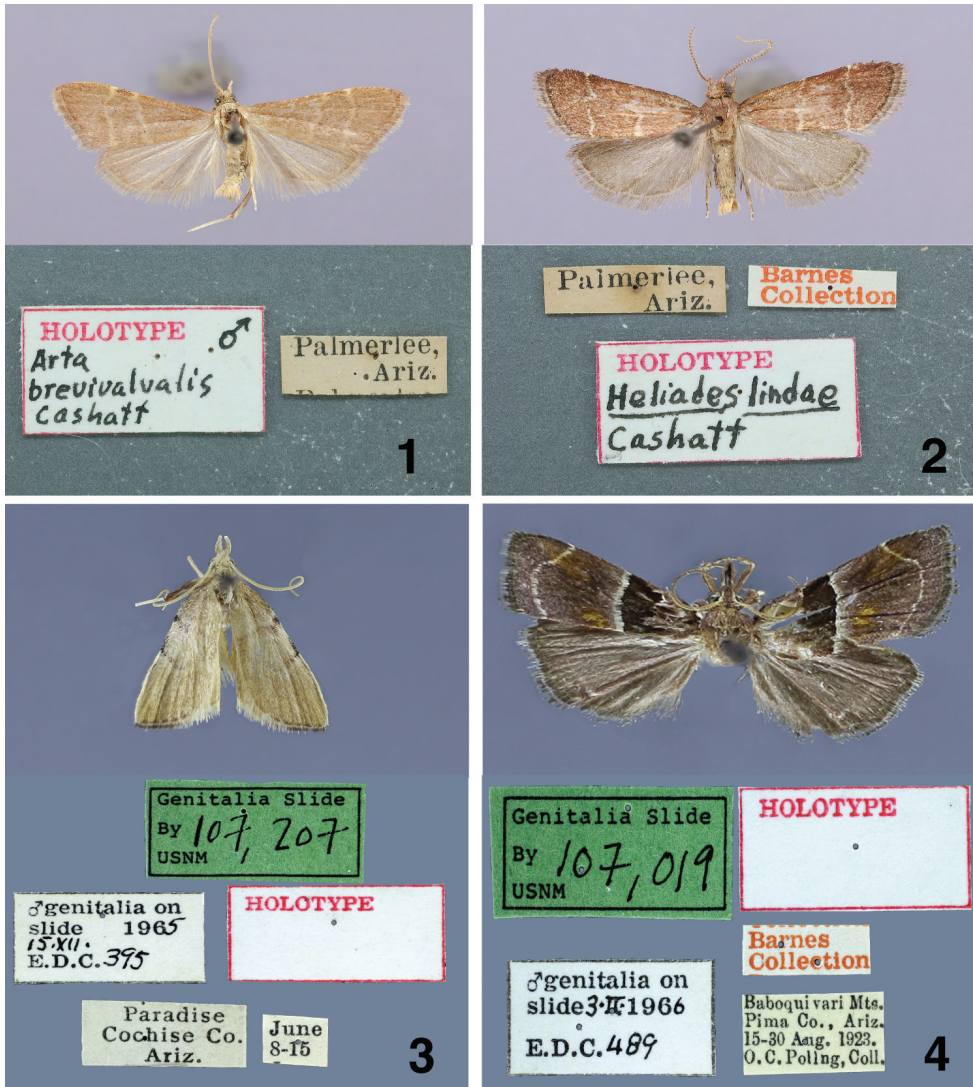 HOLOTYPE ♂
Arta
brevivalvalis
Cashatt
Palmerlee,
Ariz.
1
Palmerlee,
Ariz.
Barnes
Collection
HOLOTYPE
Heliades lindae
Cashatt
2
Genitalia Slide
By 107, 207
USNM
♂genitalia on
slide 1965
15·XII.
E.D.C. 395
HOLOTYPE
Paradise
Cochise Co.
Ariz.
June
8-15
3
Genitalia Slide
By 107,019
USNM
HOLOTYPE
♂genitalia on
slide 3·II·1966
E.D.C. 489
Barnes
Collection
Baboquivari Mts.
Pima Co., Ariz.
15-30 Aug. 1923.
O.C. Poling, Coll.
4